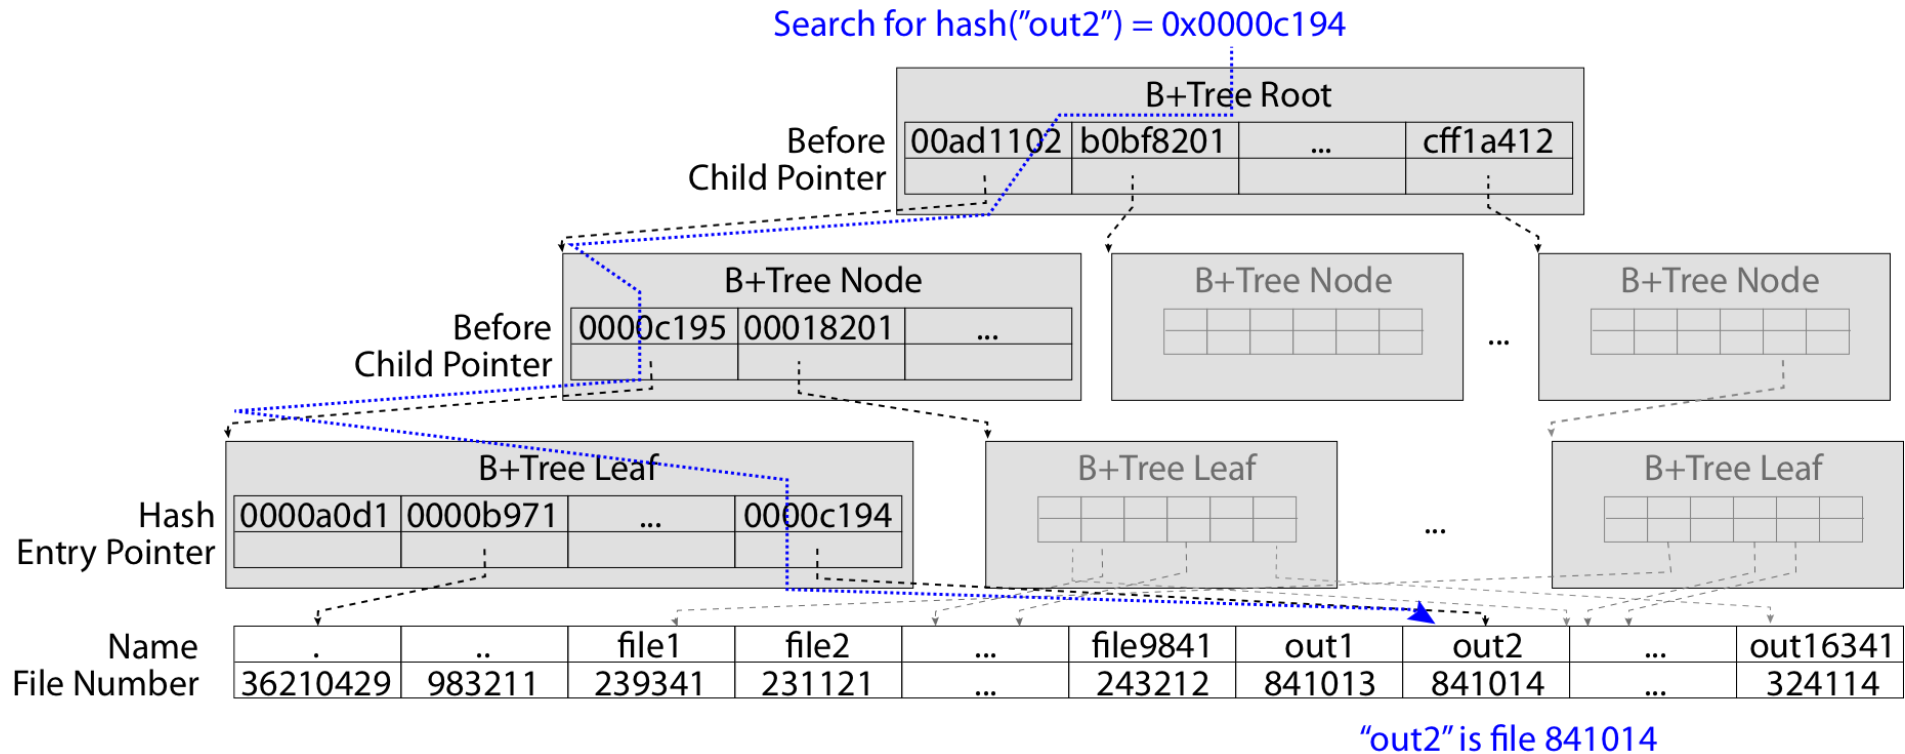 Search for hash("out2") = 0x0000c194
B+Tree Root
Before 00ad1102 b0bf8201 ... cff1a412
Child Pointer
B+Tree Node B+Tree Node B+Tree Node
Before 0000c195 00018201 ...
Child Pointer
...
B+Tree Leaf B+Tree Leaf B+Tree Leaf
Hash 0000a0d1 0000b971 ... 0000c194
Entry Pointer
...
Name . .. file1 file2 ... file9841 out1 out2 ... out16341
File Number 36210429 983211 239341 231121 ... 243212 841013 841014 ... 324114
“out2” is file 841014